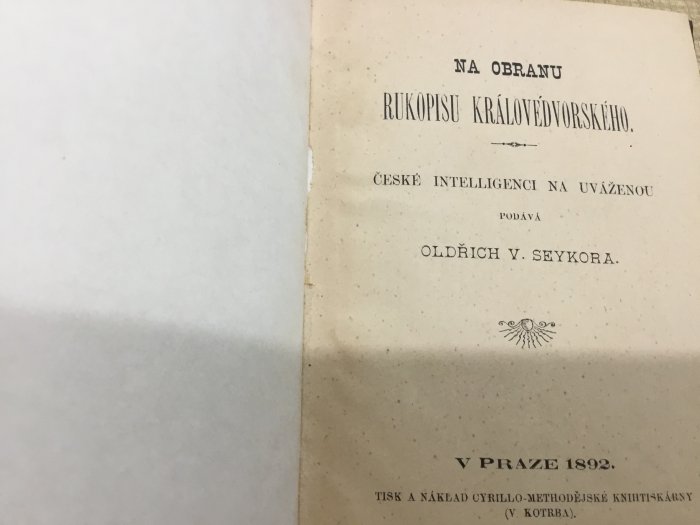 NA OBRANU
RUKOPISU KRÁLOVÉDVORSKÉHO.
ČESKÉ INTELLIGENCI NA UVÁŽENOU
PODÁVÁ
OLDŘICH V. SEYKORA.
V PRAZE 1892.
TISK A NÁKLAD CYRILLO-METHODĚJSKÉ KNIHTISKÁRNY
(V. KOTRBA).